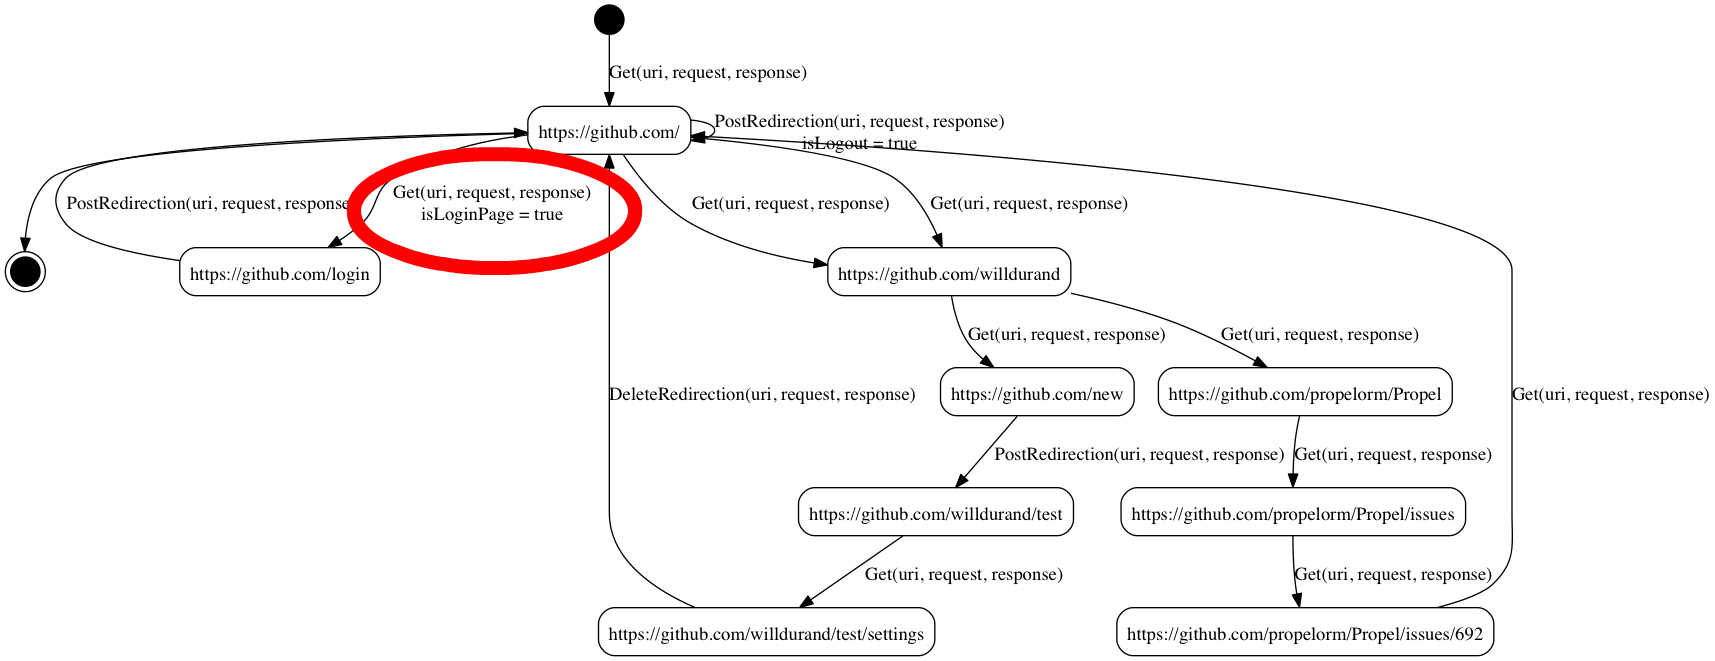 Get(uri, request, response)
https://github.com/
PostRedirection(uri, request, response)
isLogout = true
PostRedirection(uri, request, response
Get(uri, request, response)
isLoginPage = true
Get(uri, request, response)
Get(uri, request, response)
https://github.com/login
https://github.com/willdurand
Get(uri, request, response)
Get(uri, request, response)
DeleteRedirection(uri, request, response)
https://github.com/new
https://github.com/propelorm/Propel
Get(uri, request, response)
PostRedirection(uri, request, response)
Get(uri, request, response)
https://github.com/willdurand/test
https://github.com/propelorm/Propel/issues
Get(uri, request, response)
Get(uri, request, response)
https://github.com/willdurand/test/settings
https://github.com/propelorm/Propel/issues/692